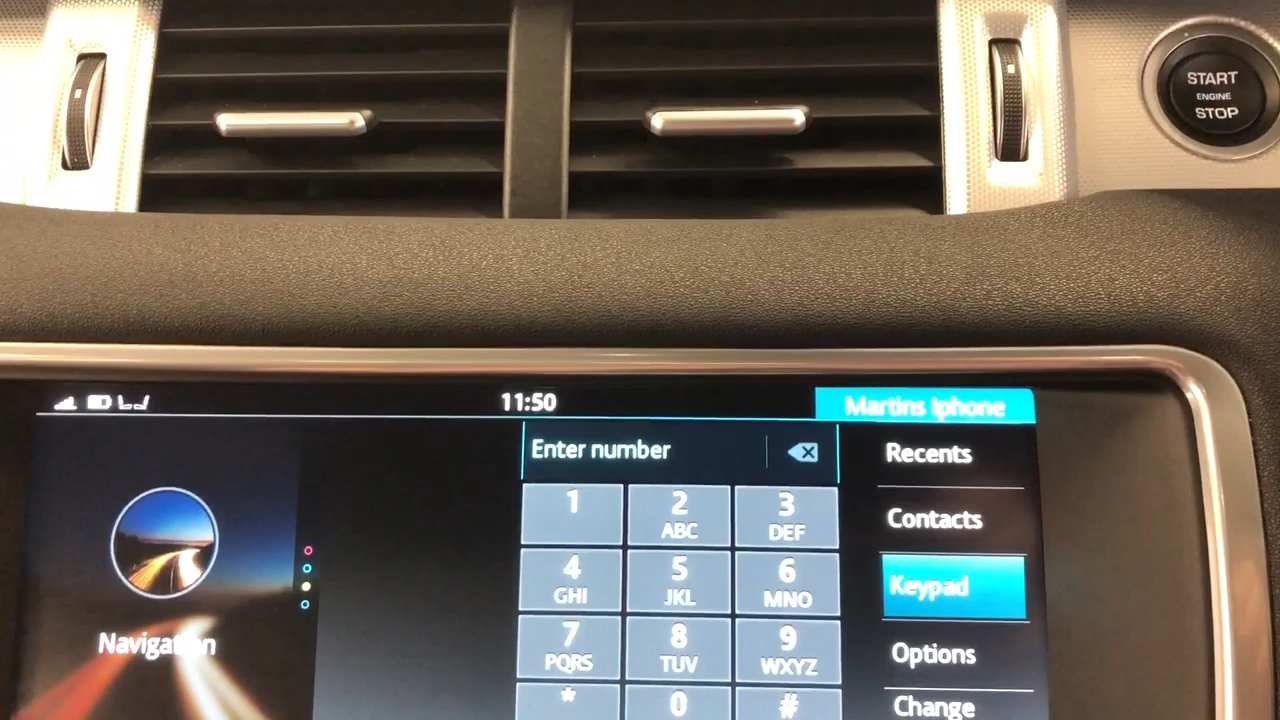 START
ENGINE
STOP
11:50
Martins Iphone
Enter number
Recents
1
2
3
ABC
DEF
Contacts
4
5
6
GHI
JKL
MNO
Keypad
7
8
9
PQRS
TUV
WXYZ
Navigation
Options
*
0
#
Change